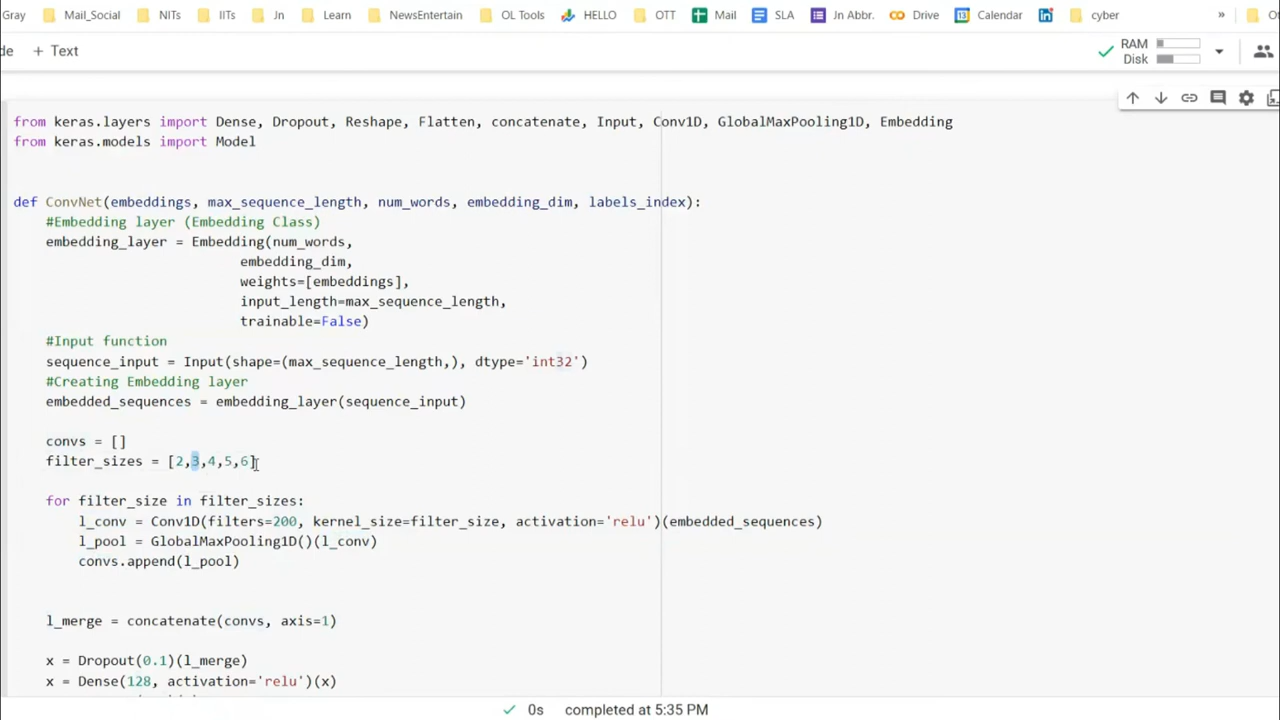 Gray Mail_Social NITs IITs Jn Learn NewsEntertain OL Tools HELLO OTT Mail SLA Jn Abbr. Drive Calendar cyber »
de + Text RAM
Disk
from keras.layers import Dense, Dropout, Reshape, Flatten, concatenate, Input, Conv1D, GlobalMaxPooling1D, Embedding
from keras.models import Model
def ConvNet(embeddings, max_sequence_length, num_words, embedding_dim, labels_index):
#Embedding layer (Embedding Class)
embedding_layer = Embedding(num_words,
embedding_dim,
weights=[embeddings],
input_length=max_sequence_length,
trainable=False)
#Input function
sequence_input = Input(shape=(max_sequence_length,), dtype='int32')
#Creating Embedding layer
embedded_sequences = embedding_layer(sequence_input)
convs = []
filter_sizes = [2,3,4,5,6]
for filter_size in filter_sizes:
l_conv = Conv1D(filters=200, kernel_size=filter_size, activation='relu')(embedded_sequences)
l_pool = GlobalMaxPooling1D()(l_conv)
convs.append(l_pool)
l_merge = concatenate(convs, axis=1)
x = Dropout(0.1)(l_merge)
x = Dense(128, activation='relu')(x)
0s completed at 5:35 PM